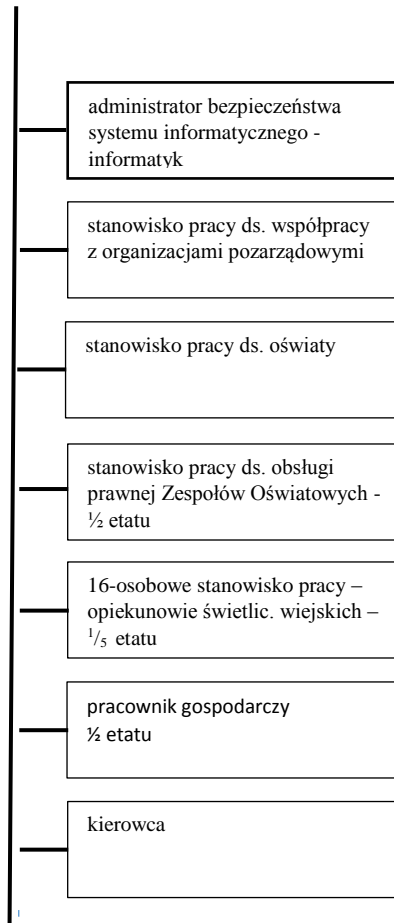 administrator bezpieczeństwa
systemu informatycznego -
informatyk
stanowisko pracy ds. współpracy
z organizacjami pozarządowymi
stanowisko pracy ds. oświaty
stanowisko pracy ds. obsługi
prawnej Zespołów Oświatowych -
½ etatu
16-osobowe stanowisko pracy –
opiekunowie świetlic. wiejskich –
¹/₅ etatu
pracownik gospodarczy
½ etatu
kierowca